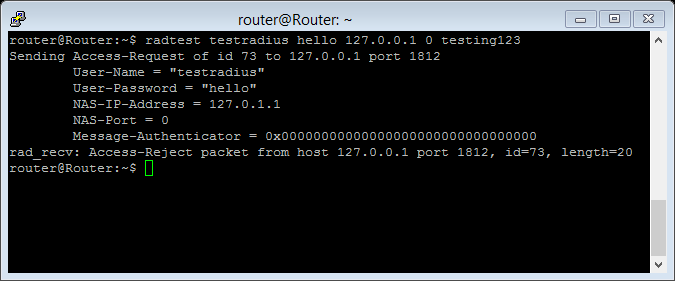 router@Router: ~
router@Router:~$ radtest testradius hello 127.0.0.1 0 testing123
Sending Access-Request of id 73 to 127.0.0.1 port 1812
User-Name = "testradius"
User-Password = "hello"
NAS-IP-Address = 127.0.1.1
NAS-Port = 0
Message-Authenticator = 0x00000000000000000000000000000000
rad_recv: Access-Reject packet from host 127.0.0.1 port 1812, id=73, length=20
router@Router:~$